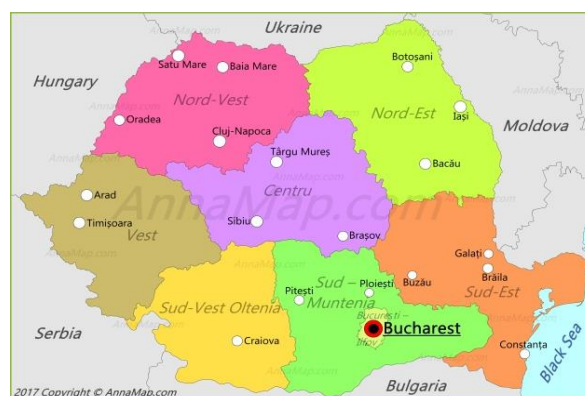 Ukraine
Hungary
Moldova
Serbia
Bulgaria
Black Sea
Satu Mare
Baia Mare
Nord-Vest
Oradea
Cluj-Napoca
Botoșani
Nord-Est
Iași
Bacău
Târgu Mureș
Centru
Sibiu
Brașov
Arad
Timișoara
Vest
AnnaMap.com
Galați
Brăila
Buzău
Sud-Est
Constanța
Sud-Vest Oltenia
Craiova
Pitești
Ploiești
Sud –
Muntenia
București –
Ilfov
Bucharest
2017 Copyright © AnnaMap.com